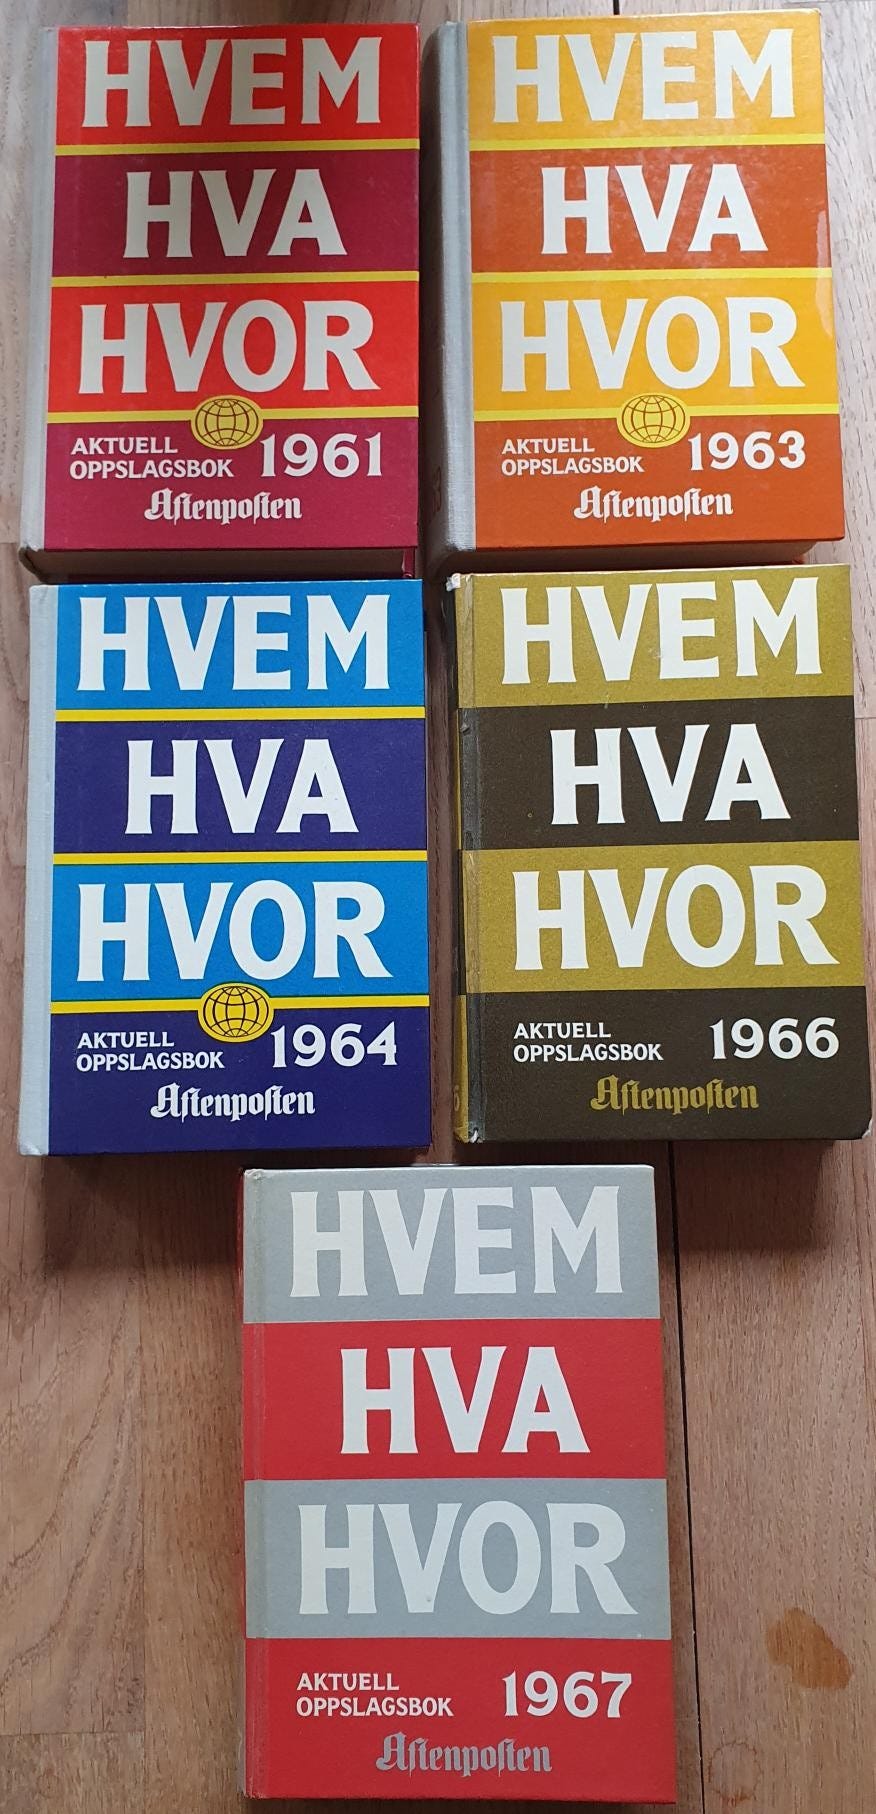 HVEM
HVA
HVOR
AKTUELL
OPPSLAGSBOK
1961
Aftenposten
HVEM
HVA
HVOR
AKTUELL
OPPSLAGSBOK
1963
Aftenposten
HVEM
HVA
HVOR
AKTUELL
OPPSLAGSBOK
1964
Aftenposten
HVEM
HVA
HVOR
AKTUELL
OPPSLAGSBOK
1966
Aftenposten
HVEM
HVA
HVOR
AKTUELL
OPPSLAGSBOK
1967
Aftenposten